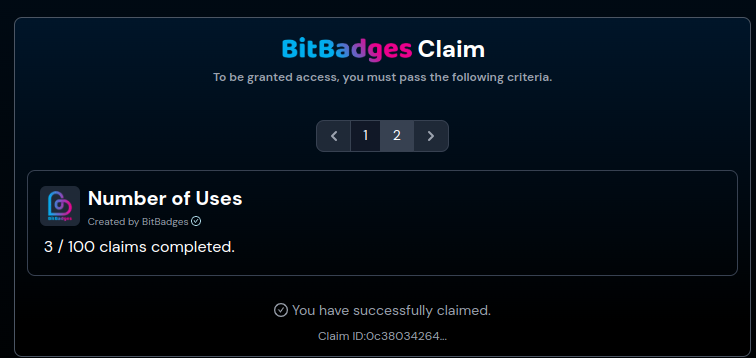 BitBadges Claim
To be granted access, you must pass the following criteria.
1 2
Number of Uses
BitBadges
Created by BitBadges
3 / 100 claims completed.
You have successfully claimed.
Claim ID:0c38034264...